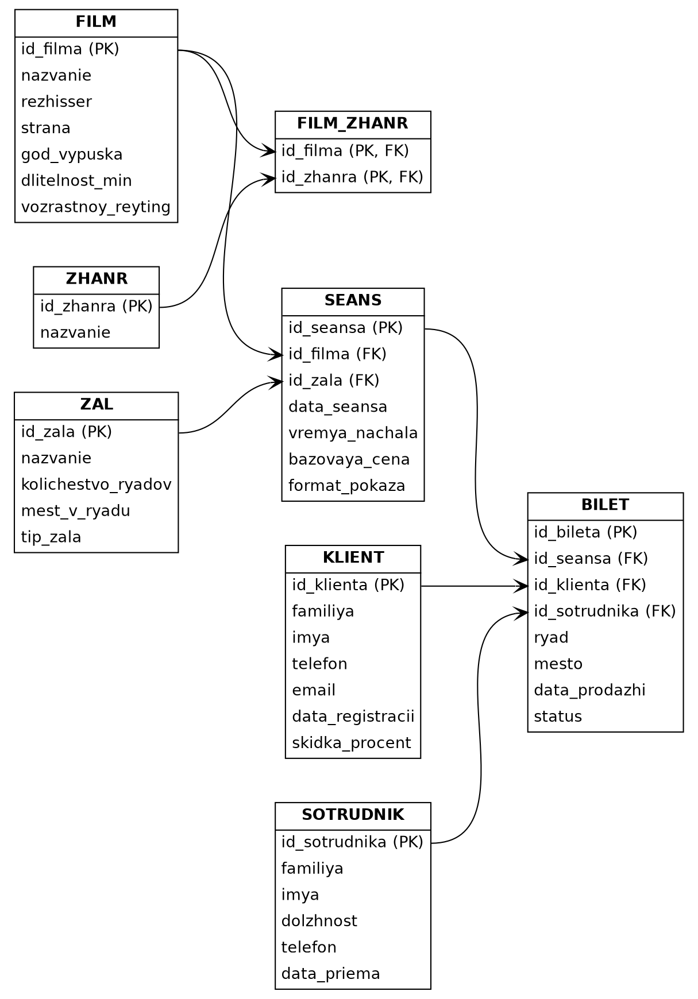 FILM
id_filma (PK)
nazvanie
rezhisser
strana
god_vypuska
dlitelnost_min
vozrastnoy_reyting
FILM_ZHANR
id_filma (PK, FK)
id_zhanra (PK, FK)
ZHANR
id_zhanra (PK)
nazvanie
SEANS
id_seansa (PK)
id_filma (FK)
id_zala (FK)
data_seansa
vremya_nachala
bazovaya_cena
format_pokaza
ZAL
id_zala (PK)
nazvanie
kolichestvo_ryadov
mest_v_ryadu
tip_zala
BILET
id_bileta (PK)
id_seansa (FK)
id_klienta (FK)
id_sotrudnika (FK)
ryad
mesto
data_prodazhi
status
KLIENT
id_klienta (PK)
familiya
imya
telefon
email
data_registracii
skidka_procent
SOTRUDNIK
id_sotrudnika (PK)
familiya
imya
dolzhnost
telefon
data_priema